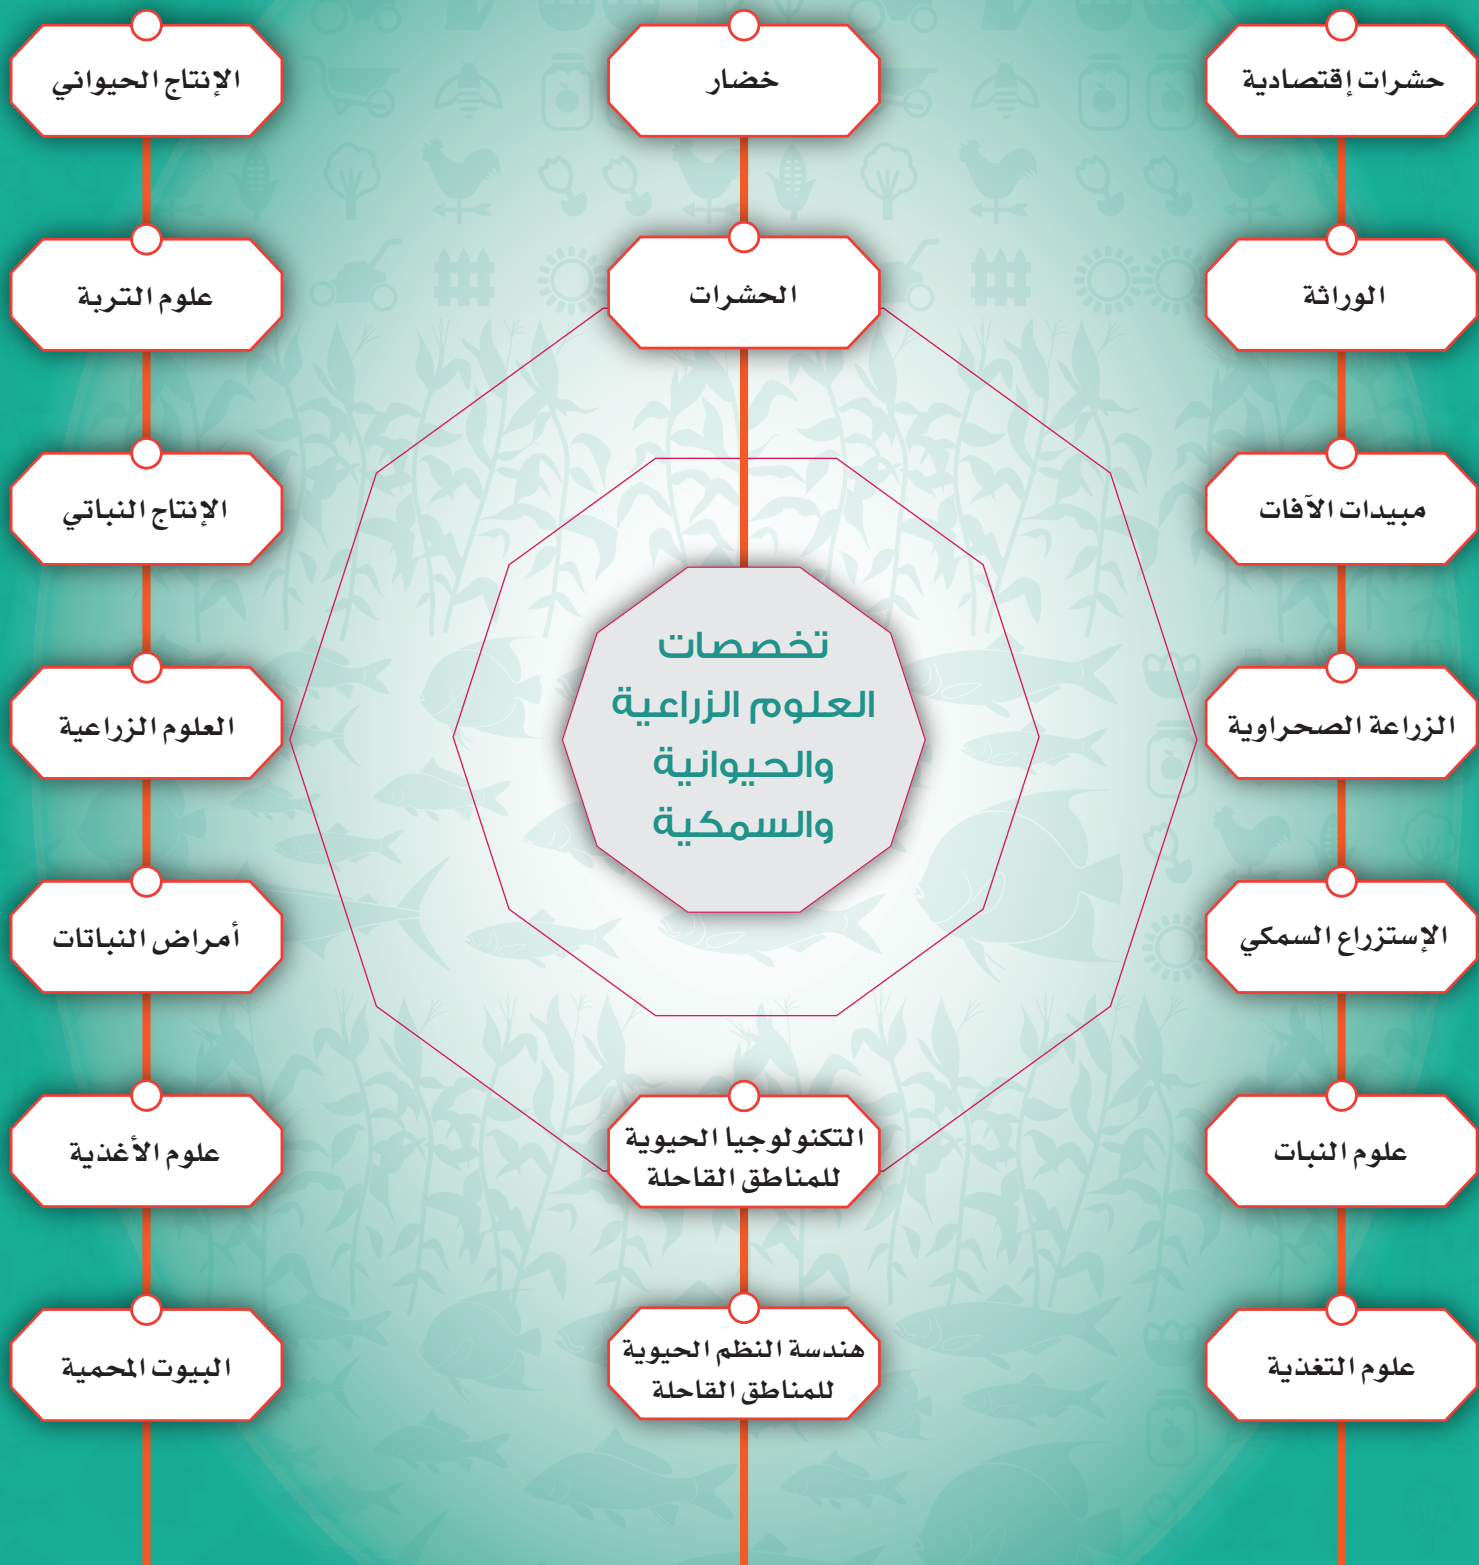 حشرات إقتصادية
خضار
الإنتاج الحيواني
الوراثة
الحشرات
علوم التربة
مبيدات الآفات
الإنتاج النباتي
تخصصات
العلوم الزراعية
والحيوانية
والسمكية
الزراعة الصحراوية
العلوم الزراعية
الإستزراع السمكي
أمراض النباتات
علوم النبات
التكنولوجيا الحيوية
للمناطق القاحلة
علوم الأغذية
علوم التغذية
هندسة النظم الحيوية
للمناطق القاحلة
البيوت المحمية